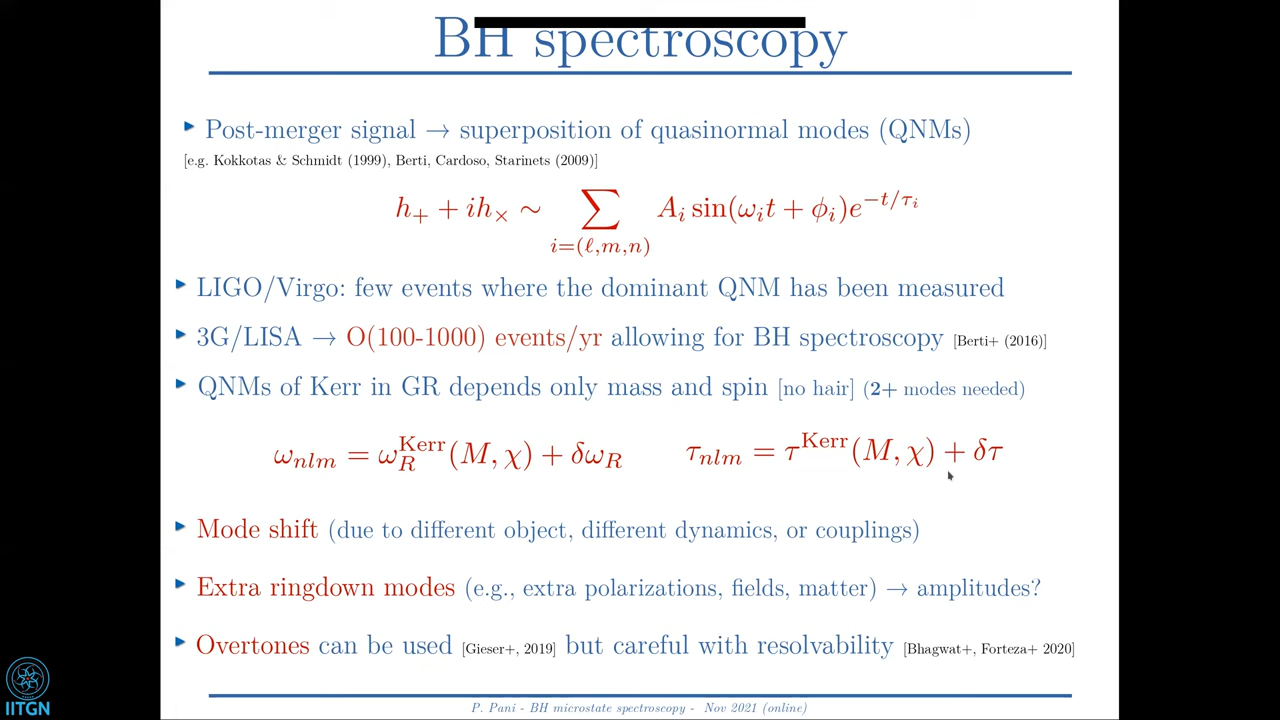 BH spectroscopy
Post-merger signal → superposition of quasinormal modes (QNMs)
[e.g. Kokkotas & Schmidt (1999), Berti, Cardoso, Starinets (2009)]
h₊ + ih× ∼ ∑ Aᵢ sin(ωᵢt + φᵢ)e^{−t/τᵢ}
i=(ℓ,m,n)
LIGO/Virgo: few events where the dominant QNM has been measured
3G/LISA → O(100-1000) events/yr allowing for BH spectroscopy [Berti+ (2016)]
QNMs of Kerr in GR depends only mass and spin [no hair] (2+ modes needed)
ω_{nlm} = ω_R^{Kerr}(M, χ) + δω_R τ_{nlm} = τ^{Kerr}(M, χ) + δτ
Mode shift (due to different object, different dynamics, or couplings)
Extra ringdown modes (e.g., extra polarizations, fields, matter) → amplitudes?
Overtones can be used [Gieser+, 2019] but careful with resolvability [Bhagwat+, Forteza+ 2020]
IITGN
P. Pani - BH microstate spectroscopy - Nov 2021 (online)